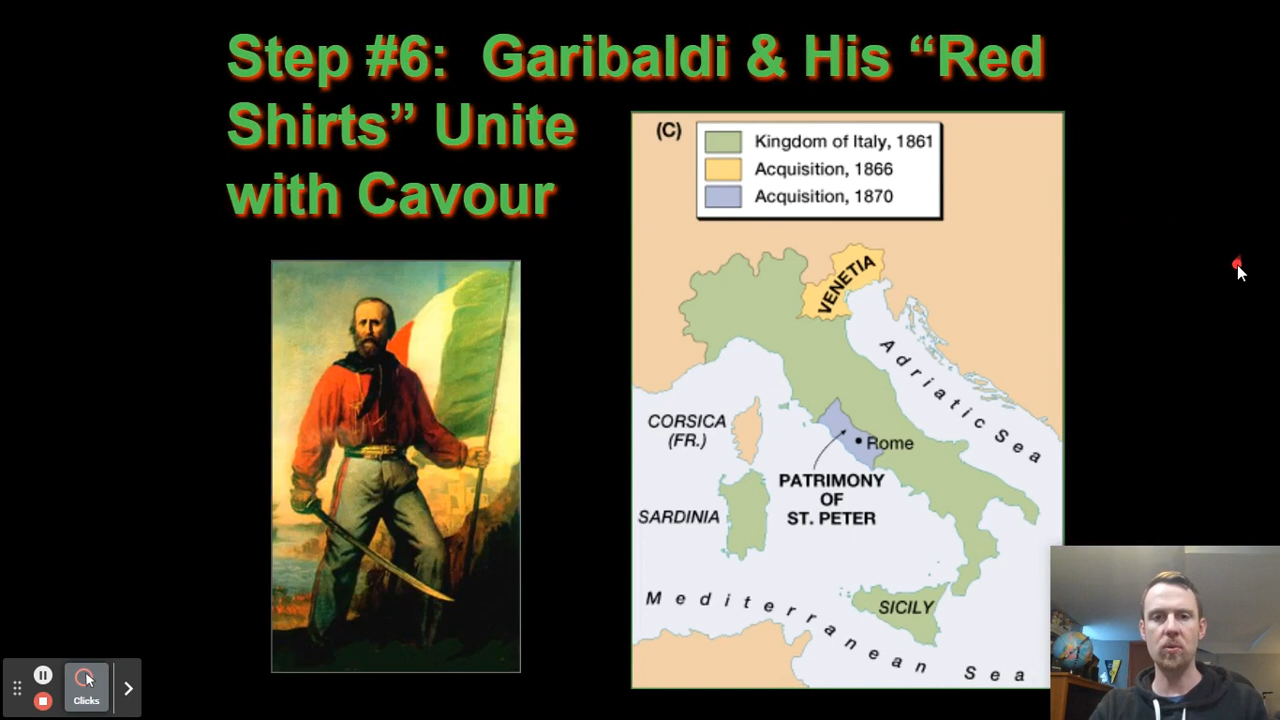 Step #6:  Garibaldi & His “Red
Shirts” Unite
with Cavour
(C)
Kingdom of Italy, 1861
Acquisition, 1866
Acquisition, 1870
VENETIA
Adriatic Sea
CORSICA
(FR.)
Rome
PATRIMONY
OF
ST. PETER
SARDINIA
SICILY
Mediterranean Sea
Clicks